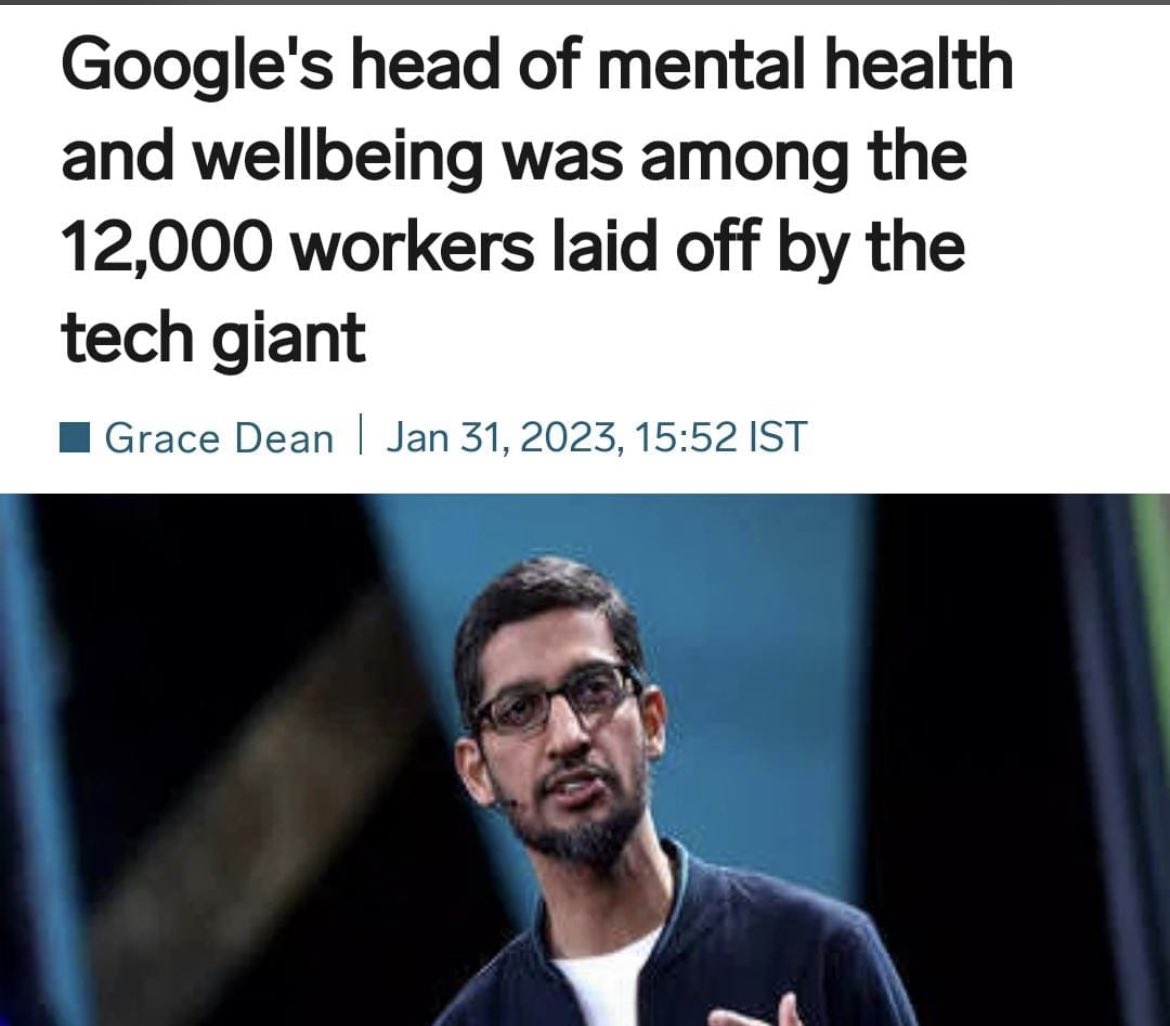 Google's head of mental health
and wellbeing was among the
12,000 workers laid off by the
tech giant
Grace Dean | Jan 31, 2023, 15:52 IST